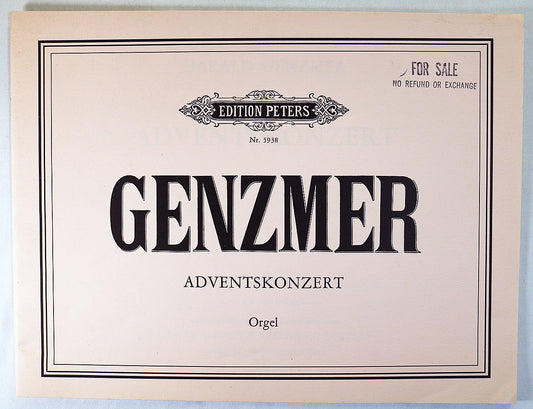 FOR SALE
NO REFUND OR EXCHANGE
EDITION PETERS
Nr. 5938
GENZMER
ADVENTSKONZERT
Orgel